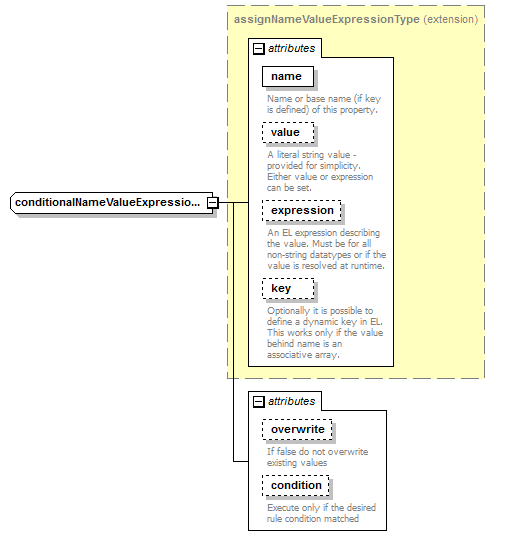 assignNameValueExpressionType (extension)
attributes
name
Name or base name (if key
is defined) of this property.
value
A literal string value -
provided for simplicity.
Either value or expression
can be set.
conditionalNameValueExpressio...
expression
An EL expression describing
the value. Must be for all
non-string datatypes or if the
value is resolved at runtime.
key
Optionally it is possible to
define a dynamic key in EL.
This works only if the value
behind name is an
associative array.
attributes
overwrite
If false do not overwrite
existing values
condition
Execute only if the desired
rule condition matched